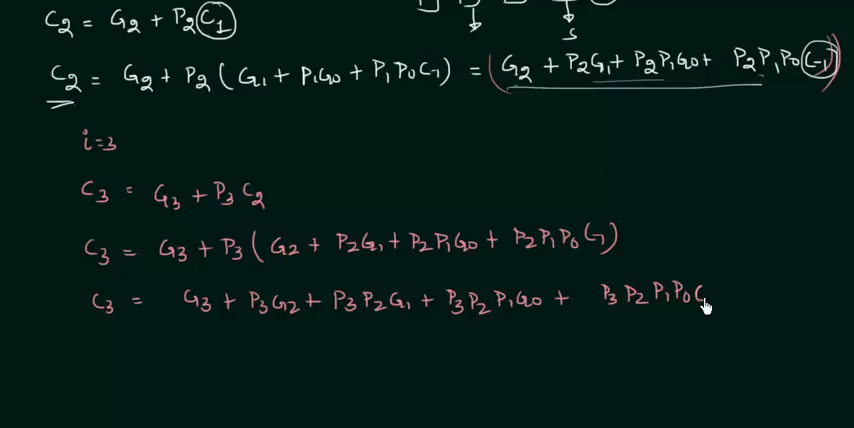 S
C₂ = G₂ + P₂ C₁
C₂ = G₂ + P₂ ( G₁ + P₁G₀ + P₁P₀C₋₁) = (G₂ + P₂G₁ + P₂P₁G₀ + P₂P₁P₀ C₋₁)
i=3
C₃ = G₃ + P₃ C₂
C₃ = G₃ + P₃ ( G₂ + P₂G₁ + P₂P₁G₀ + P₂P₁P₀ C₋₁)
C₃ = G₃ + P₃G₂ + P₃P₂G₁ + P₃P₂P₁G₀ + P₃P₂P₁P₀C